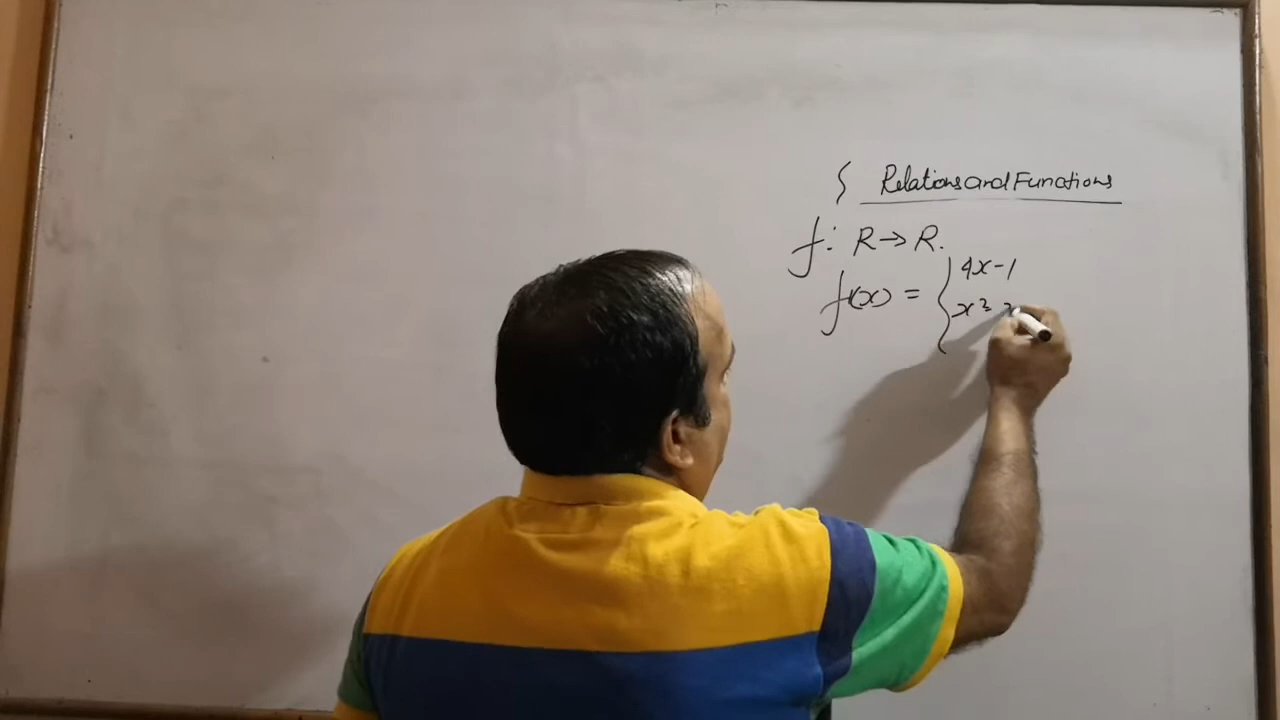 § Relations and Functions
f: R → R.
f(x) = { 4x - 1
x²